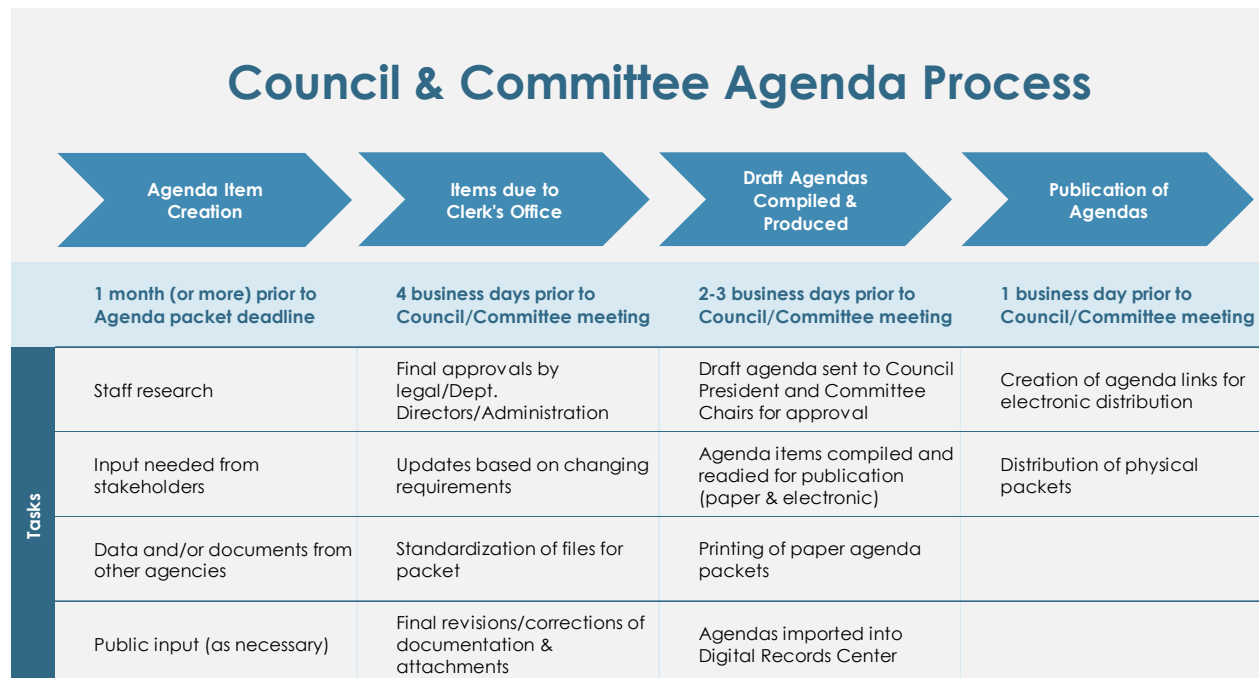 Council & Committee Agenda Process
Agenda Item
Creation
Items due to
Clerk's Office
Draft Agendas
Compiled &
Produced
Publication of
Agendas
1 month (or more) prior to
Agenda packet deadline
4 business days prior to
Council/Committee meeting
2-3 business days prior to
Council/Committee meeting
1 business day prior to
Council/Committee meeting
Tasks
Staff research
Final approvals by
legal/Dept.
Directors/Administration
Draft agenda sent to Council
President and Committee
Chairs for approval
Creation of agenda links for
electronic distribution
Input needed from
stakeholders
Updates based on changing
requirements
Agenda items compiled and
readied for publication
(paper & electronic)
Distribution of physical
packets
Data and/or documents from
other agencies
Standardization of files for
packet
Printing of paper agenda
packets
Public input (as necessary)
Final revisions/corrections of
documentation &
attachments
Agendas imported into
Digital Records Center